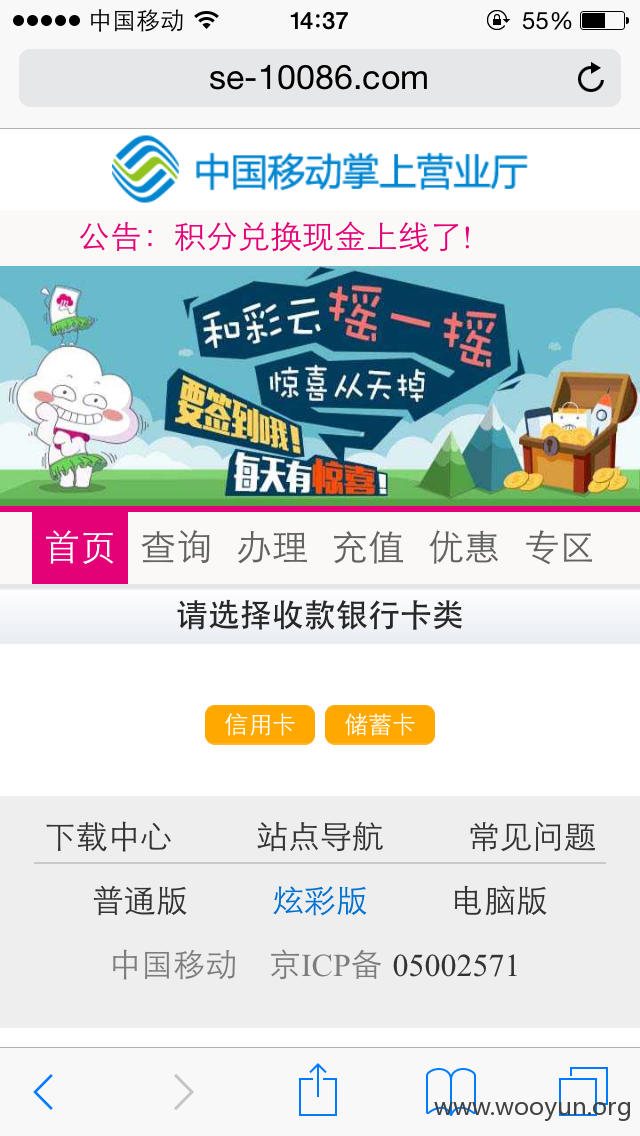 中国移动 14:37 55%
se-10086.com
中国移动掌上营业厅
公告：积分兑换现金上线了!
和彩云摇一摇
惊喜从天掉
要签到哦！
每天有惊喜！
首页 查询 办理 充值 优惠 专区
请选择收款银行卡类
信用卡 储蓄卡
下载中心 站点导航 常见问题
普通版 炫彩版 电脑版
中国移动 京ICP备 05002571
www.wooyun.org